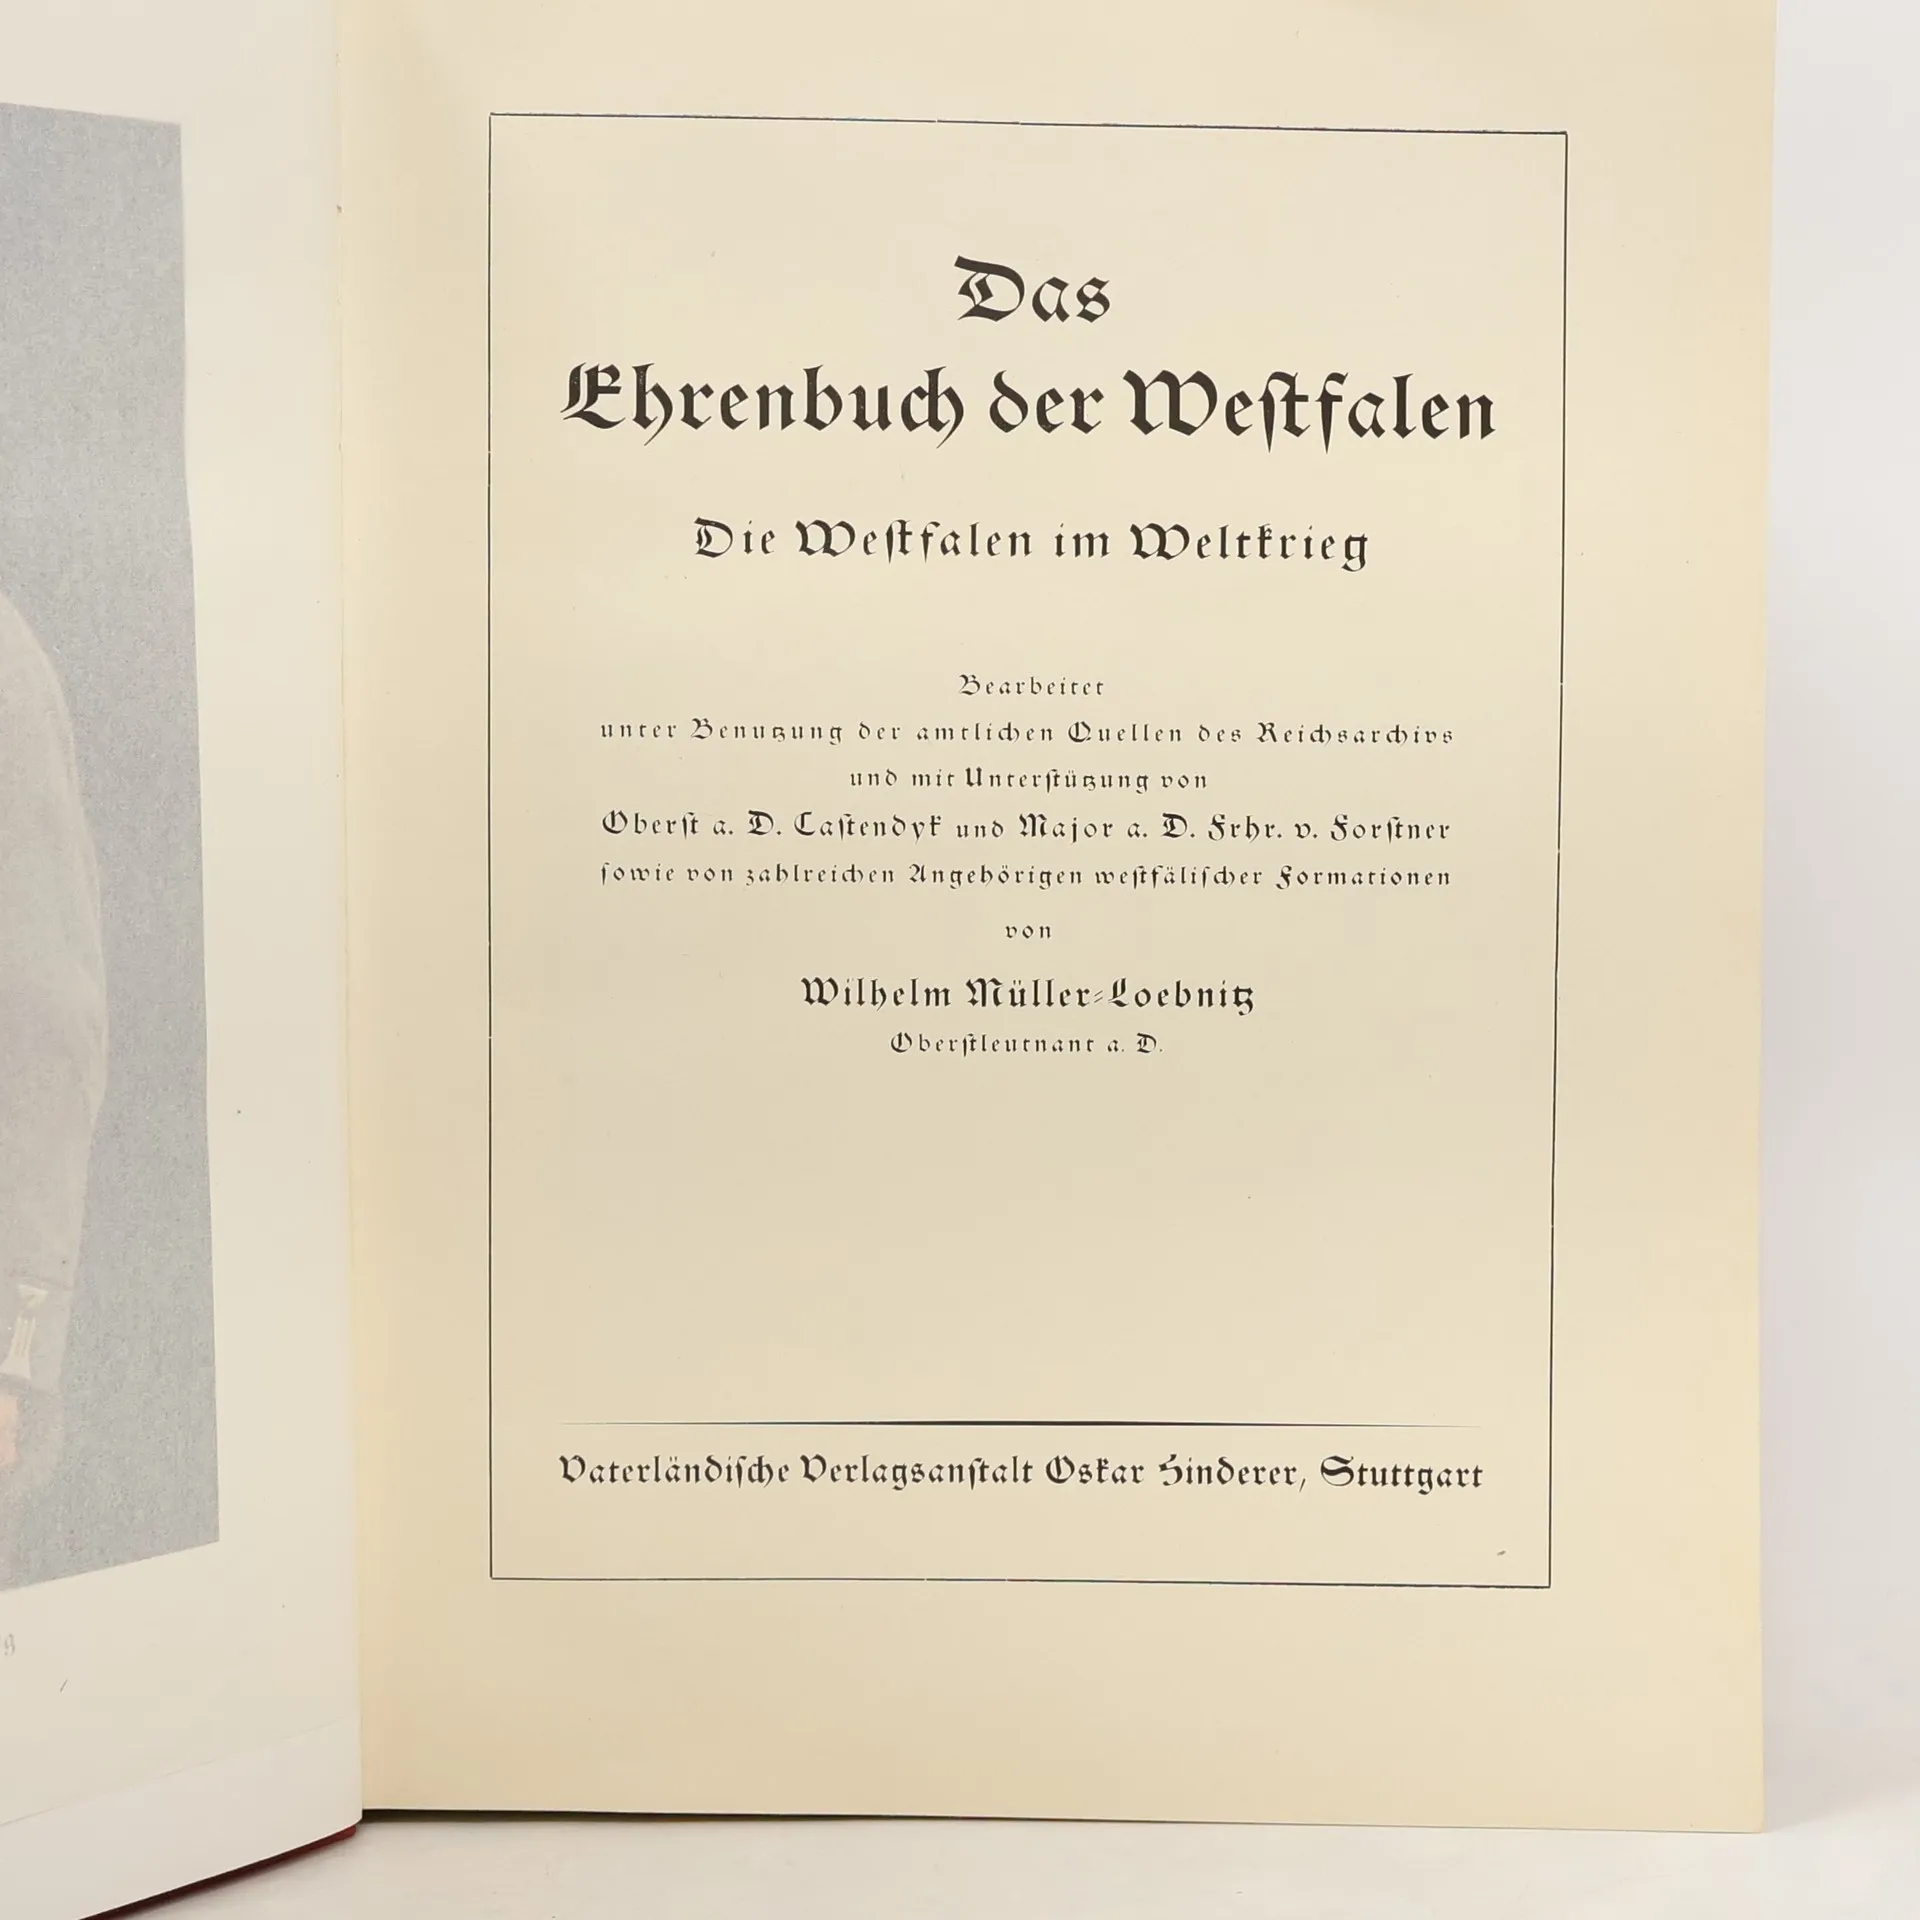 Das
Ehrenbuch der Westfalen
Die Westfalen im Weltkrieg
Bearbeitet
unter Benutzung der amtlichen Quellen des Reichsarchivs
und mit Unterstützung von
Oberst a. D. Castendyk und Major a. D. Frhr. v. Forstner
sowie von zahlreichen Angehörigen westfälischer Formationen
von
Wilhelm Müller-Loebnitz
Oberstleutnant a. D.
Vaterländische Verlagsanstalt Oskar Hinderer, Stuttgart